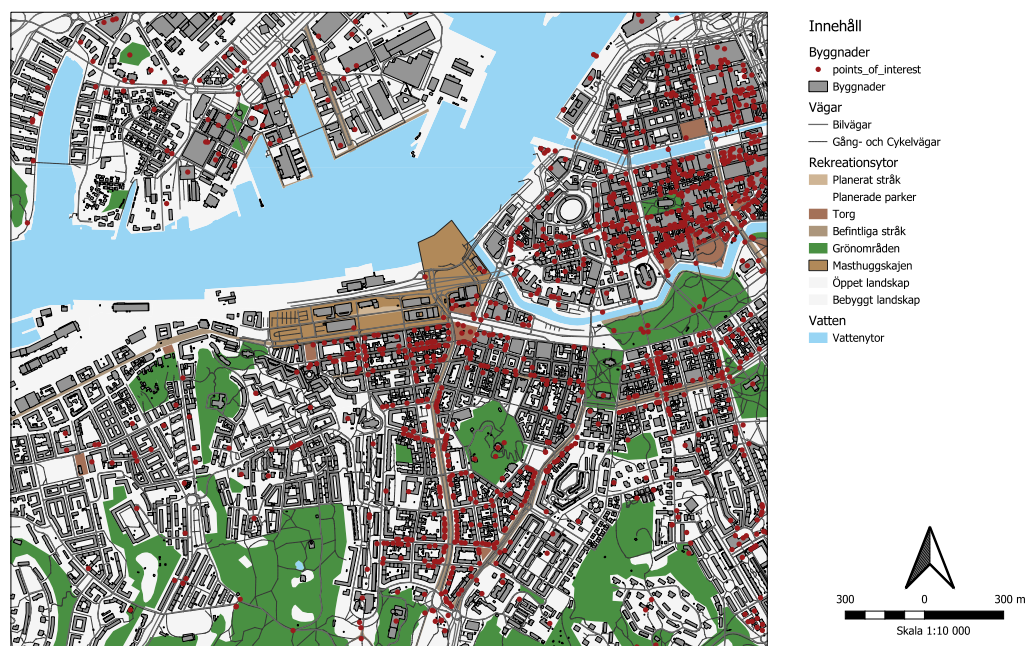 Innehåll
Byggnader
points_of_interest
Byggnader
Vägar
Bilvägar
Gång- och Cykelvägar
Rekreationsytor
Planerat stråk
Planerade parker
Torg
Befintliga stråk
Grönområden
Masthuggskajen
Öppet landskap
Bebyggt landskap
Vatten
Vattenytor
300 0 300 m
Skala 1:10 000